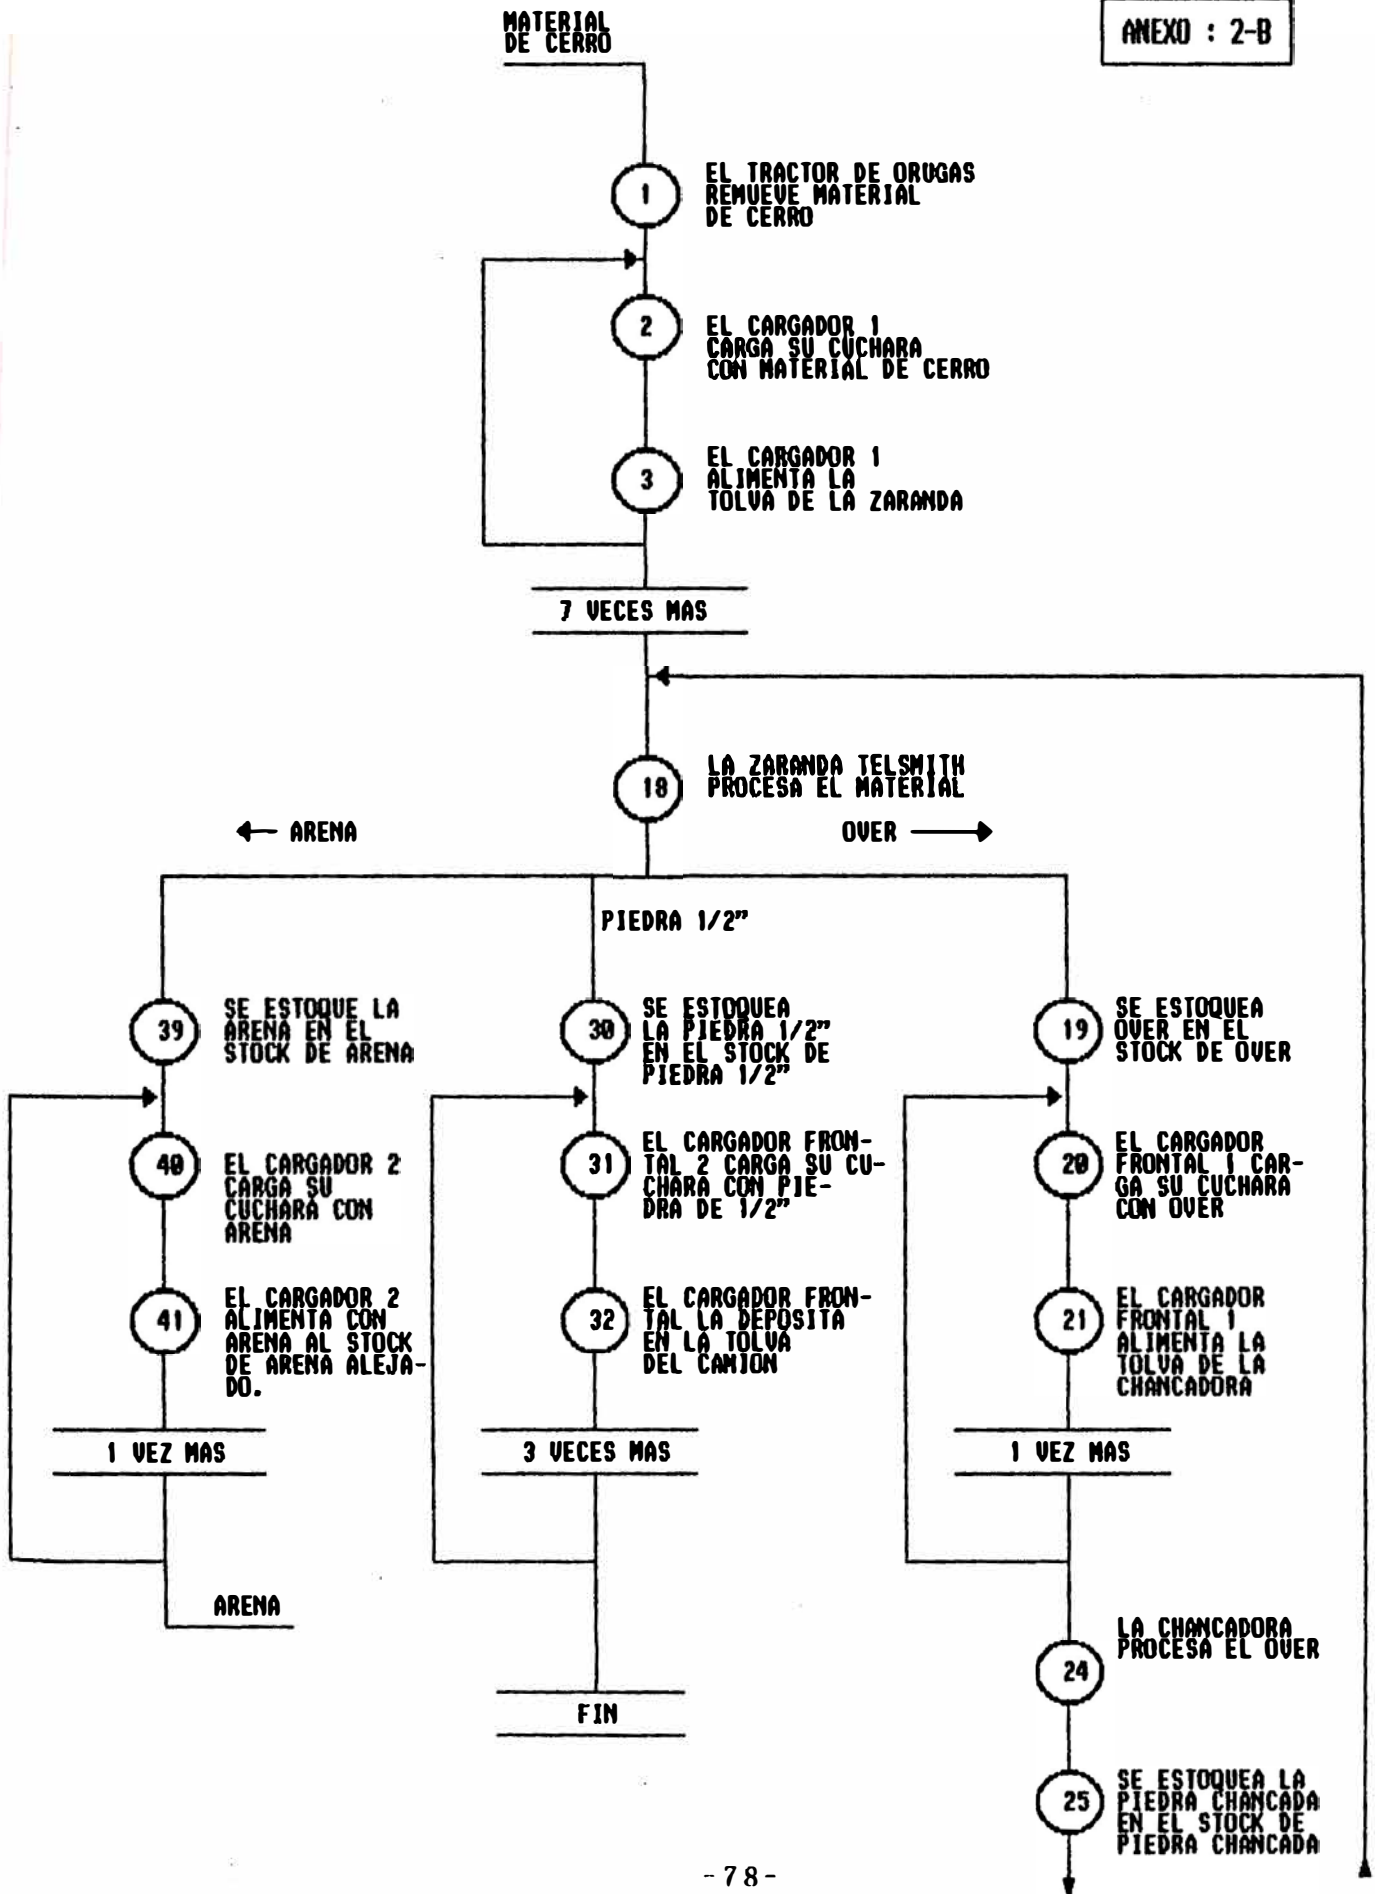 MATERIAL
DE CERRO
ANEXO : 2-B
1
EL TRACTOR DE ORUGAS
REMUEVE MATERIAL
DE CERRO
2
EL CARGADOR 1
CARGA SU CUCHARA
CON MATERIAL DE CERRO
3
EL CARGADOR 1
ALIMENTA LA
TOLVA DE LA ZARANDA
7 VECES MAS
18
LA ZARANDA TELSMITH
PROCESA EL MATERIAL
ARENA
OVER
PIEDRA 1/2"
39
SE ESTOQUE LA
ARENA EN EL
STOCK DE ARENA
40
EL CARGADOR 2
CARGA SU
CUCHARA CON
ARENA
41
EL CARGADOR 2
ALIMENTA CON
ARENA AL STOCK
DE ARENA ALEJA-
DO.
1 VEZ MAS
ARENA
30
SE ESTOQUEA
LA PIEDRA 1/2"
EN EL STOCK DE
PIEDRA 1/2"
31
EL CARGADOR FRON-
TAL 2 CARGA SU CU-
CHARA CON PIE-
DRA DE 1/2"
32
EL CARGADOR FRON-
TAL LA DEPOSITA
EN LA TOLVA
DEL CAMION
3 VECES MAS
FIN
19
SE ESTOQUEA
OVER EN EL
STOCK DE OVER
20
EL CARGADOR
FRONTAL 1 CAR-
GA SU CUCHARA
CON OVER
21
EL CARGADOR
FRONTAL 1
ALIMENTA LA
TOLVA DE LA
CHANCADORA
1 VEZ MAS
24
LA CHANCADORA
PROCESA EL OVER
25
SE ESTOQUEA LA
PIEDRA CHANCADA
EN EL STOCK DE
PIEDRA CHANCADA
-78-